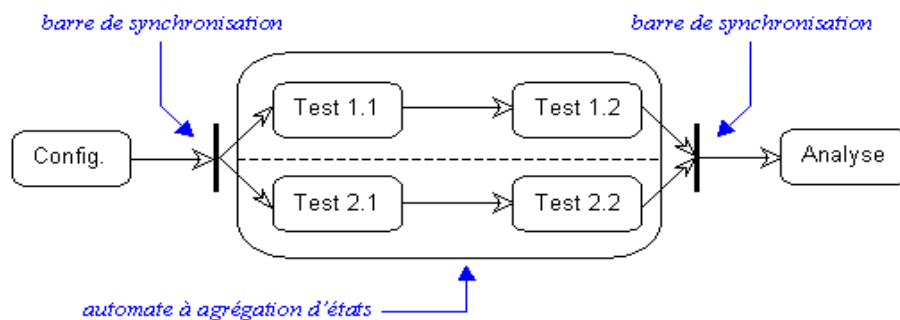 barre de synchronisation
barre de synchronisation
Test 1.1
Test 1.2
Config.
Analyse
Test 2.1
Test 2.2
automate à agrégation d'états